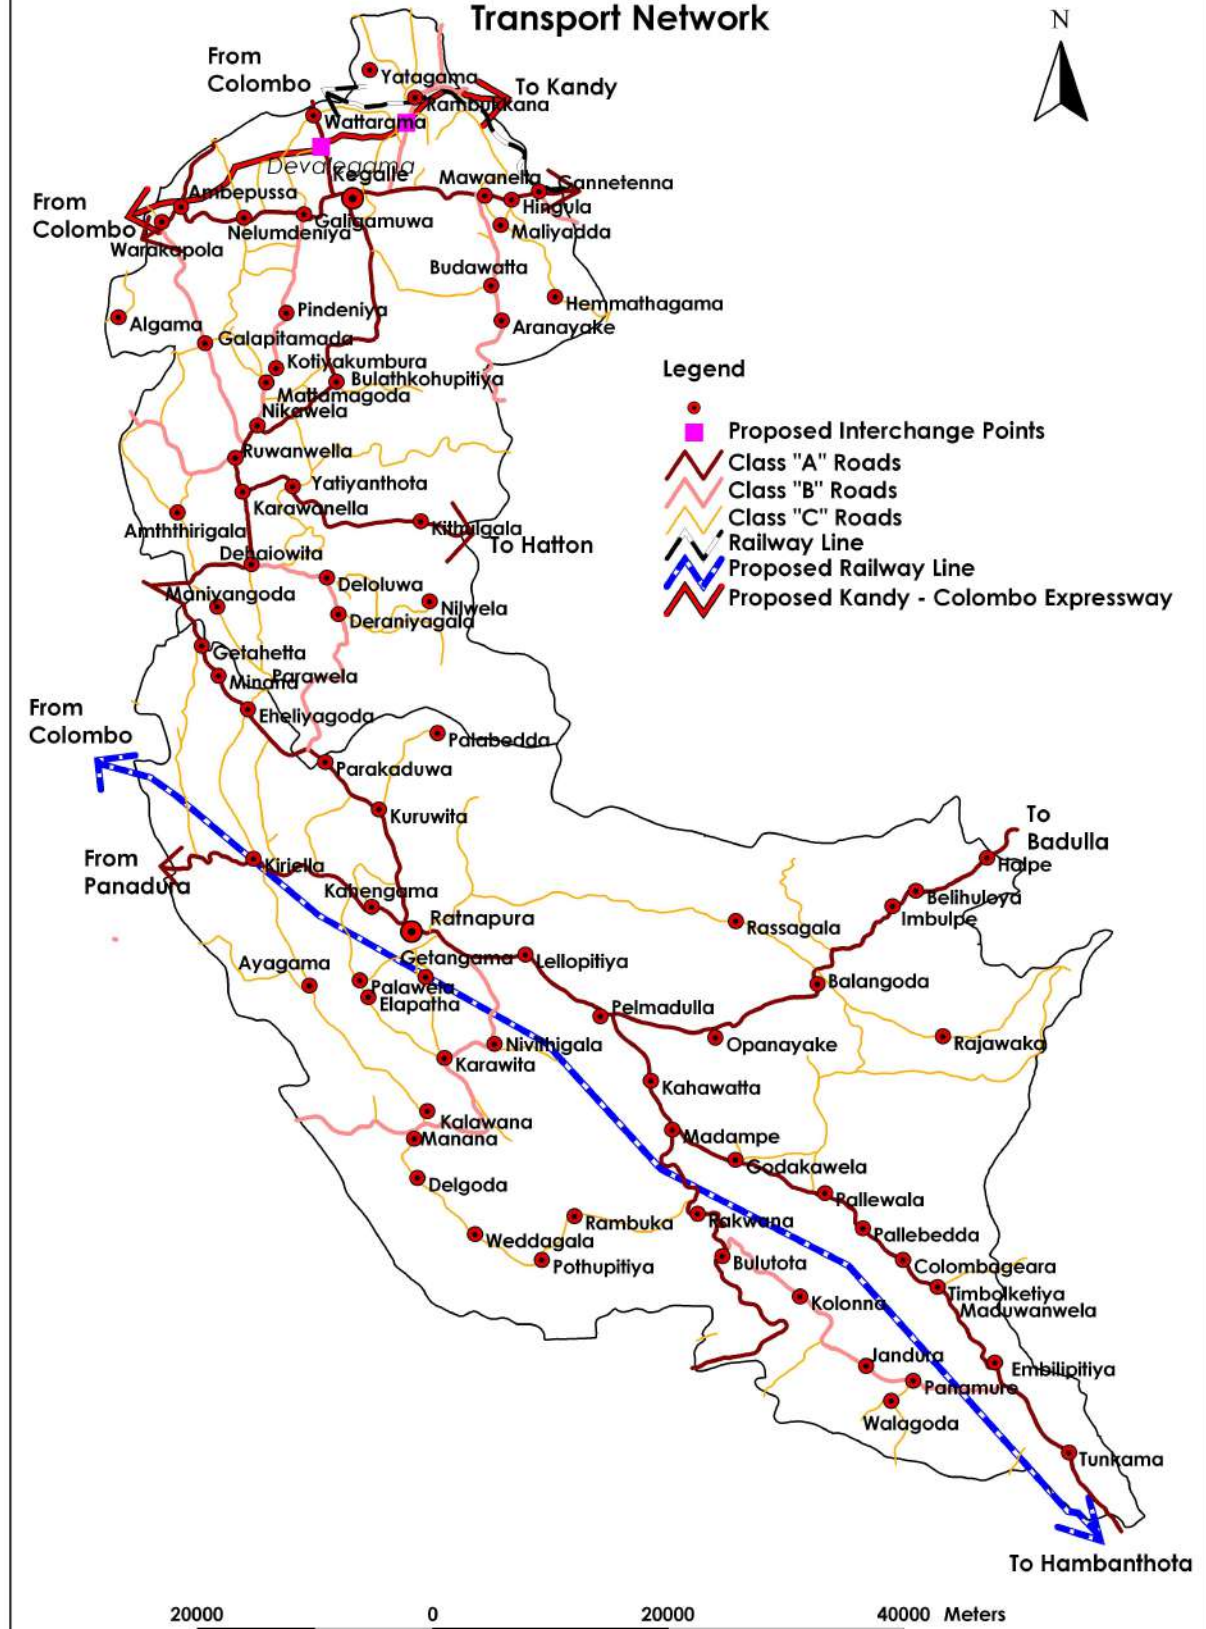 Transport Network
N
From
Colombo
Yatagama
To Kandy
Rambukkana
Wattarama
Devalegama
Kegalle
Mawanella
Gannetenna
Ambepussa
From
Colombo
Hingula
Galigamuwa
Nelumdeniya
Maliyadda
Warakapola
Budawatta
Hemmathagama
Pindeniya
Algama
Aranayake
Galapitamada
Kotiyakumbura
Bulathkohupitiya
Mattamagoda
Nikawela
Legend
Proposed Interchange Points
Class "A" Roads
Class "B" Roads
Class "C" Roads
Railway Line
Proposed Railway Line
Proposed Kandy - Colombo Expressway
Ruwanwella
Yatiyanthota
Karawanella
Amththirigala
Kithulgala
To Hatton
Dehaiowita
Deloluwa
Maniyangoda
Nilwela
Deraniyagala
Getahetta
Parawela
Minana
Eheliyagoda
From
Colombo
Palabedda
Parakaduwa
Kuruwita
To
Badulla
From
Panadura
Kiriella
Halpe
Kahengama
Belihuloya
Imbulpe
Ratnapura
Rassagala
Getangama
Lellopitiya
Ayagama
Palawela
Elapatha
Balangoda
Pelmadulla
Nivithigala
Opanayake
Rajawaka
Karawita
Kahawatta
Kalawana
Manana
Madampe
Godakawela
Delgoda
Pallewala
Rambuka
Rakwana
Weddagala
Pallebedda
Pothupitiya
Bulutota
Colombageara
Timbolketiya
Kolonna
Maduwanwela
Jandura
Embilipitiya
Panamure
Walagoda
Tunkama
To Hambanthota
20000 0 20000 40000 Meters